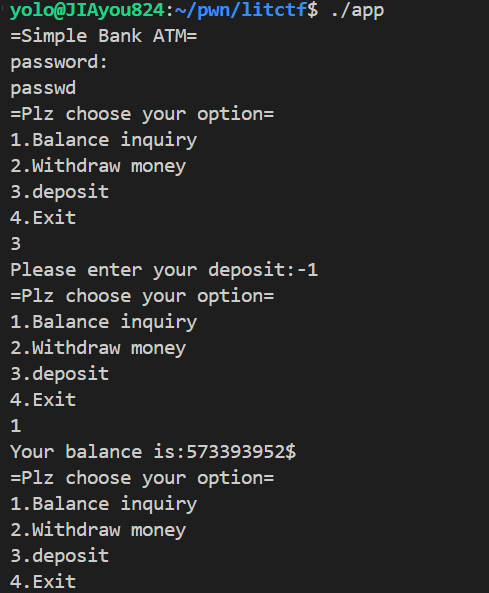 yolo@JIAyou824:~/pwn/litctf$ ./app
=Simple Bank ATM=
password:
passwd
=Plz choose your option=
1.Balance inquiry
2.Withdraw money
3.deposit
4.Exit
3
Please enter your deposit:-1
=Plz choose your option=
1.Balance inquiry
2.Withdraw money
3.deposit
4.Exit
1
Your balance is:573393952$
=Plz choose your option=
1.Balance inquiry
2.Withdraw money
3.deposit
4.Exit